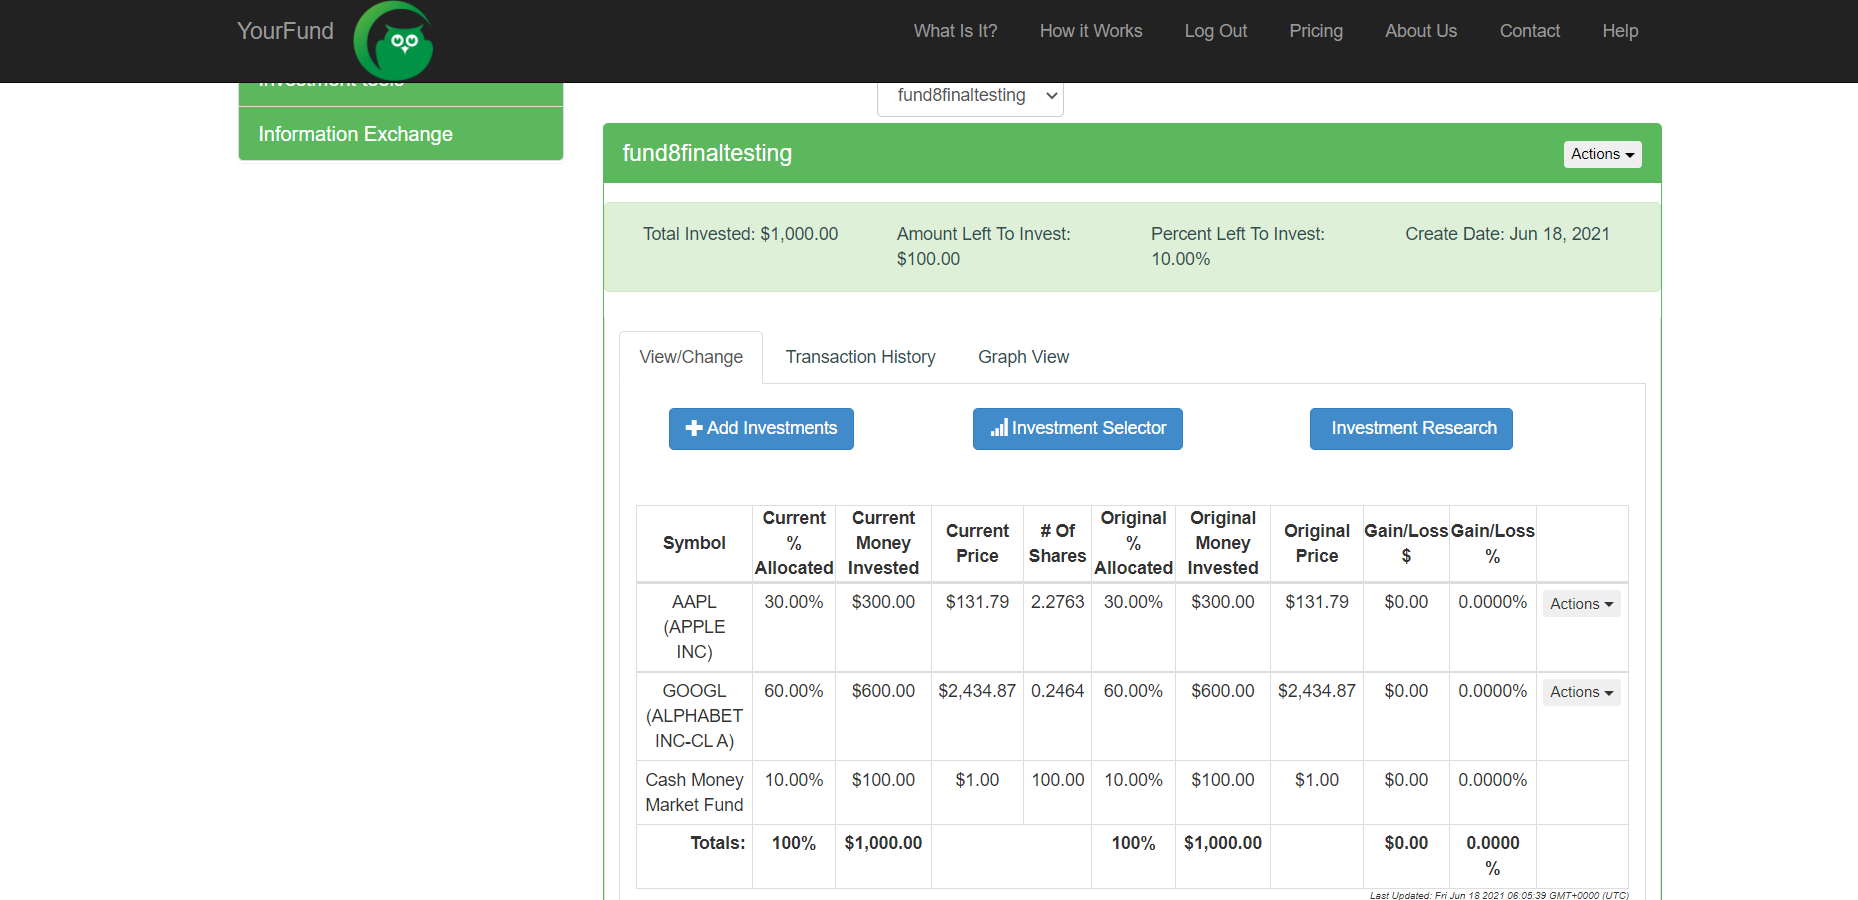 YourFund
What Is It?
How it Works
Log Out
Pricing
About Us
Contact
Help
Information Exchange
fund8finaltesting
fund8finaltesting
Actions
Total Invested: $1,000.00
Amount Left To Invest:
$100.00
Percent Left To Invest:
10.00%
Create Date: Jun 18, 2021
View/Change
Transaction History
Graph View
Add Investments
Investment Selector
Investment Research
Symbol
Current
%
Allocated
Current
Money
Invested
Current
Price
# Of
Shares
Original
%
Allocated
Original
Money
Invested
Original
Price
Gain/Loss
$
Gain/Loss
%
AAPL
(APPLE
INC)
30.00%
$300.00
$131.79
2.2763
30.00%
$300.00
$131.79
$0.00
0.0000%
Actions
GOOGL
(ALPHABET
INC-CL A)
60.00%
$600.00
$2,434.87
0.2464
60.00%
$600.00
$2,434.87
$0.00
0.0000%
Actions
Cash Money
Market Fund
10.00%
$100.00
$1.00
100.00
10.00%
$100.00
$1.00
$0.00
0.0000%
Totals:
100%
$1,000.00
100%
$1,000.00
$0.00
0.0000
%
Last Updated: Fri Jun 18 2021 06:05:39 GMT+0000 (UTC)